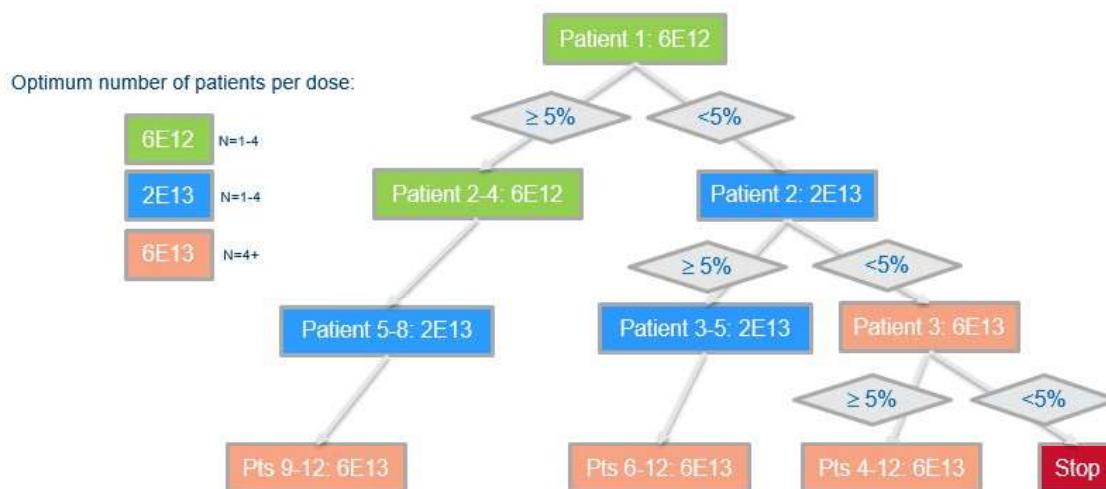 Patient 1: 6E12
Optimum number of patients per dose:
≥ 5%
<5%
6E12 N=1-4
2E13 N=1-4
6E13 N=4+
Patient 2-4: 6E12
Patient 2: 2E13
≥ 5%
<5%
Patient 5-8: 2E13
Patient 3-5: 2E13
Patient 3: 6E13
≥ 5%
<5%
Pts 9-12: 6E13
Pts 6-12: 6E13
Pts 4-12: 6E13
Stop